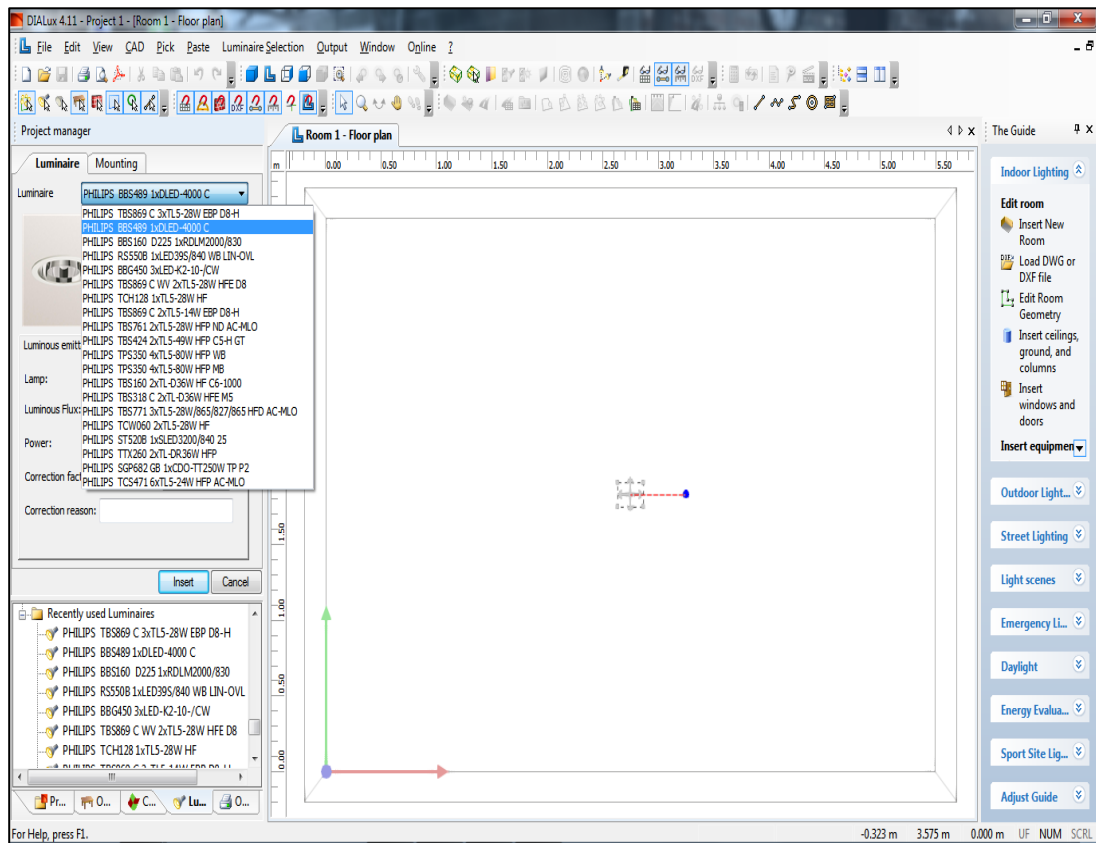 DIALux 4.11 - Project 1 - [Room 1 - Floor plan]
File Edit View CAD Pick Paste Luminaire Selection Output Window Online ?
Project manager
Luminaire Mounting
Luminaire PHILIPS BBS489 1xDLED-4000 C
PHILIPS TBS869 C 3xTL5-28W EBP D8-H
PHILIPS BBS489 1xDLED-4000 C
PHILIPS BBS160 D225 1xRDLM2000/830
PHILIPS RS550B 1xLED39S/840 WB LIN-OVL
PHILIPS BBG450 3xLED-K2-10-/CW
PHILIPS TBS869 C WV 2xTL5-28W HFE D8
PHILIPS TCH128 1xTL5-28W HF
PHILIPS TBS869 C 2xTL5-14W EBP D8-H
PHILIPS TBS761 2xTL5-28W HFP ND AC-MLO
PHILIPS TBS424 2xTL5-49W HFP C5-H GT
PHILIPS TPS350 4xTL5-80W HFP WB
PHILIPS TPS350 4xTL5-80W HFP MB
PHILIPS TBS160 2xTL-D36W HF C6-1000
PHILIPS TBS318 C 2xTL-D36W HFE M5
PHILIPS TBS771 3xTL5-28W/865/827/865 HFD AC-MLO
PHILIPS TCW060 2xTL5-28W HF
PHILIPS ST520B 1xSLED3200/840 25
PHILIPS TTX260 2xTL-DR36W HFP
PHILIPS SGP682 GB 1xCDO-TT250W TP P2
PHILIPS TCS471 6xTL5-24W HFP AC-MLO
Luminous emitt
Lamp:
Luminous Flux:
Power:
Correction fact
Correction reason:
Insert Cancel
Recently used Luminaires
PHILIPS TBS869 C 3xTL5-28W EBP D8-H
PHILIPS BBS489 1xDLED-4000 C
PHILIPS BBS160 D225 1xRDLM2000/830
PHILIPS RS550B 1xLED39S/840 WB LIN-OVL
PHILIPS BBG450 3xLED-K2-10-/CW
PHILIPS TBS869 C WV 2xTL5-28W HFE D8
PHILIPS TCH128 1xTL5-28W HF
Pr... O... C... Lu... O...
Room 1 - Floor plan
m 0.00 0.50 1.00 1.50 2.00 2.50 3.00 3.50 4.00 4.50 5.00 5.50
1.50
1.00
0.50
0.00
The Guide
Indoor Lighting
Edit room
Insert New
Room
Load DWG or
DXF file
Edit Room
Geometry
Insert ceilings,
ground, and
columns
Insert
windows and
doors
Insert equipmen
Outdoor Light...
Street Lighting
Light scenes
Emergency Li...
Daylight
Energy Evalua...
Sport Site Lig...
Adjust Guide
For Help, press F1.
-0.323 m 3.575 m 0.000 m UF NUM SCRL